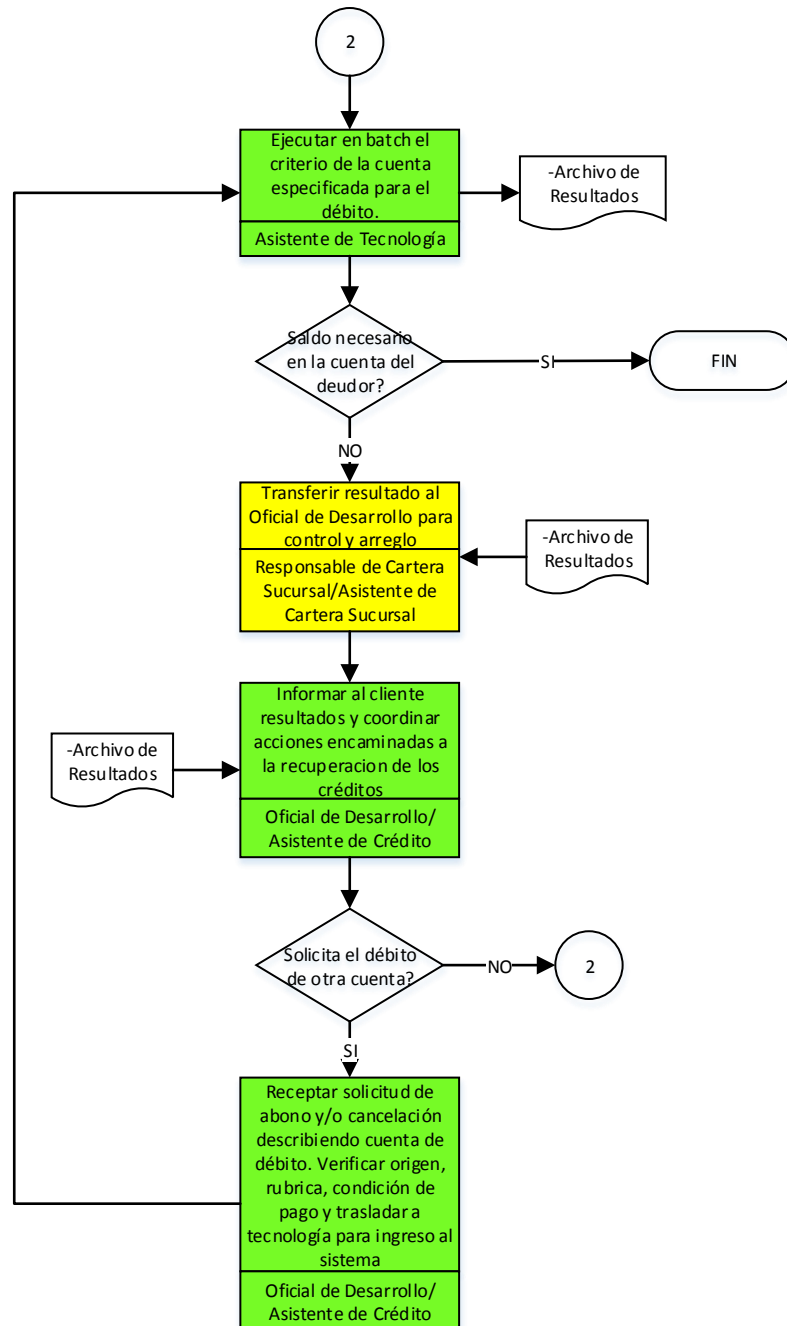 2
Ejecutar en batch el
criterio de la cuenta
especificada para el
débito.
Asistente de Tecnología
-Archivo de
Resultados
Saldo necesario
en la cuenta del
deudor?
SI
FIN
NO
Transferir resultado al
Oficial de Desarrollo para
control y arreglo
Responsable de Cartera
Sucursal/Asistente de
Cartera Sucursal
-Archivo de
Resultados
Informar al cliente
resultados y coordinar
acciones encaminadas a
la recuperacion de los
créditos
Oficial de Desarrollo/
Asistente de Crédito
-Archivo de
Resultados
Solicita el débito
de otra cuenta?
NO
2
SI
Receptar solicitud de
abono y/o cancelación
describiendo cuenta de
débito. Verificar origen,
rubrica, condición de
pago y trasladar a
tecnología para ingreso al
sistema
Oficial de Desarrollo/
Asistente de Crédito